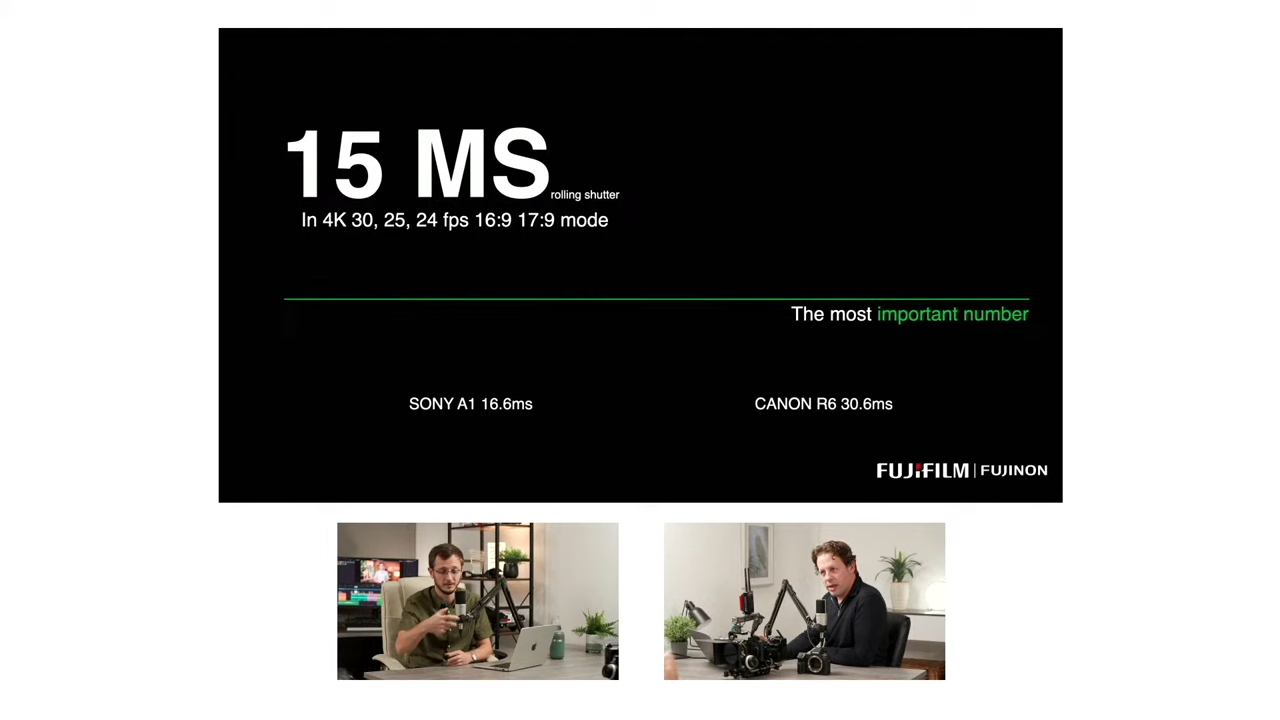 15 MS rolling shutter
In 4K 30, 25, 24 fps 16:9 17:9 mode
The most important number
SONY A1 16.6ms
CANON R6 30.6ms
FUJIFILM | FUJINON